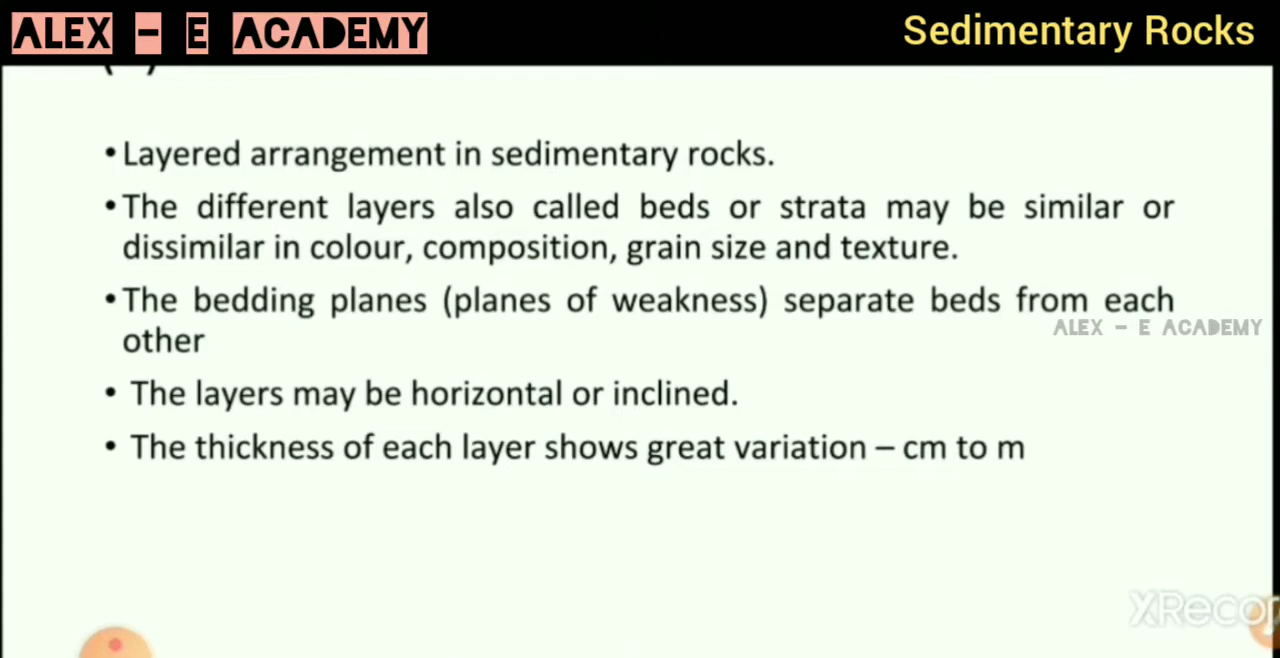 ALEX - E ACADEMY
Sedimentary Rocks
• Layered arrangement in sedimentary rocks.
• The different layers also called beds or strata may be similar or
dissimilar in colour, composition, grain size and texture.
• The bedding planes (planes of weakness) separate beds from each
other
ALEX - E ACADEMY
• The layers may be horizontal or inclined.
• The thickness of each layer shows great variation – cm to m